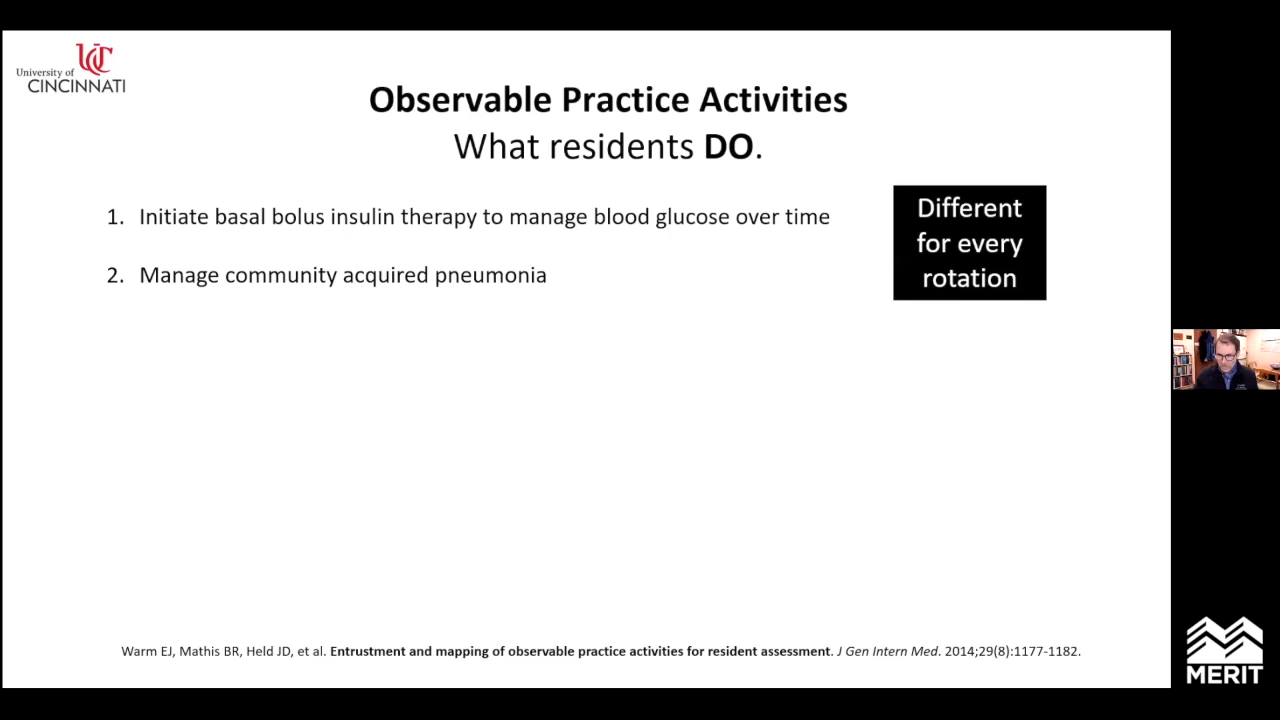 University of
CINCINNATI
Observable Practice Activities
What residents DO.
1. Initiate basal bolus insulin therapy to manage blood glucose over time
2. Manage community acquired pneumonia
Different
for every
rotation
Warm EJ, Mathis BR, Held JD, et al. Entrustment and mapping of observable practice activities for resident assessment. J Gen Intern Med. 2014;29(8):1177-1182.
MERIT